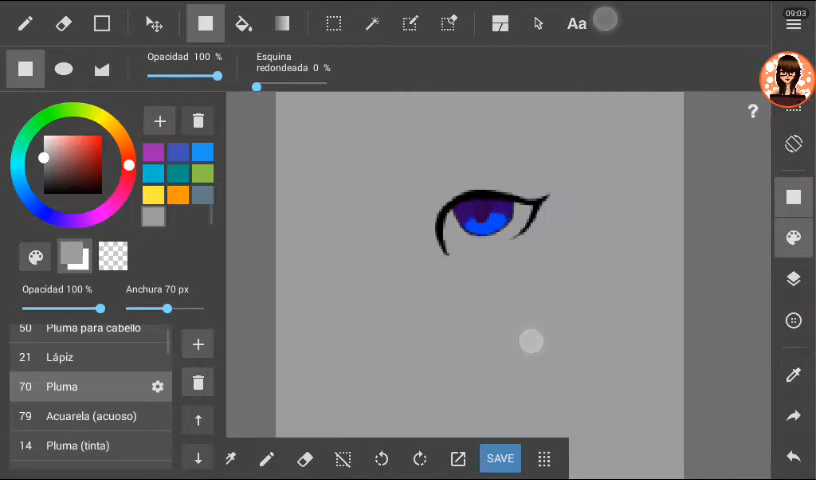 09:03
Aa
Opacidad 100 %
Esquina
redondeada 0 %
?
Opacidad 100 %
Anchura 70 px
50 Pluma para cabello
21 Lápiz
70 Pluma
79 Acuarela (acuoso)
14 Pluma (tinta)
SAVE